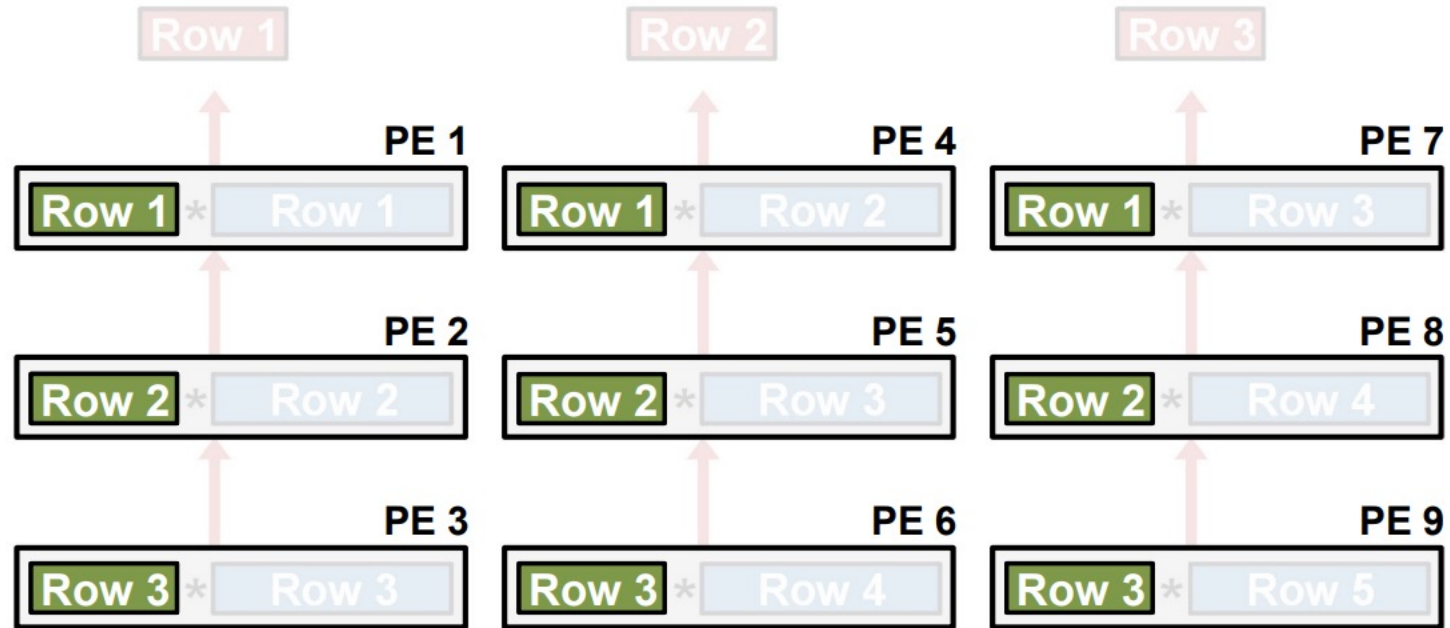 Row 1 Row 2 Row 3
PE 1 PE 4 PE 7
Row 1 * Row 1 Row 1 * Row 2 Row 1 * Row 3
PE 2 PE 5 PE 8
Row 2 * Row 2 Row 2 * Row 3 Row 2 * Row 4
PE 3 PE 6 PE 9
Row 3 * Row 3 Row 3 * Row 4 Row 3 * Row 5